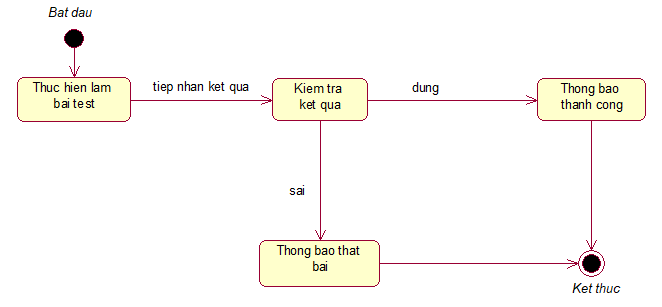 Bat dau
Thuc hien lam
bai test
tiep nhan ket qua
Kiem tra
ket qua
dung
Thong bao
thanh cong
sai
Thong bao that
bai
Ket thuc